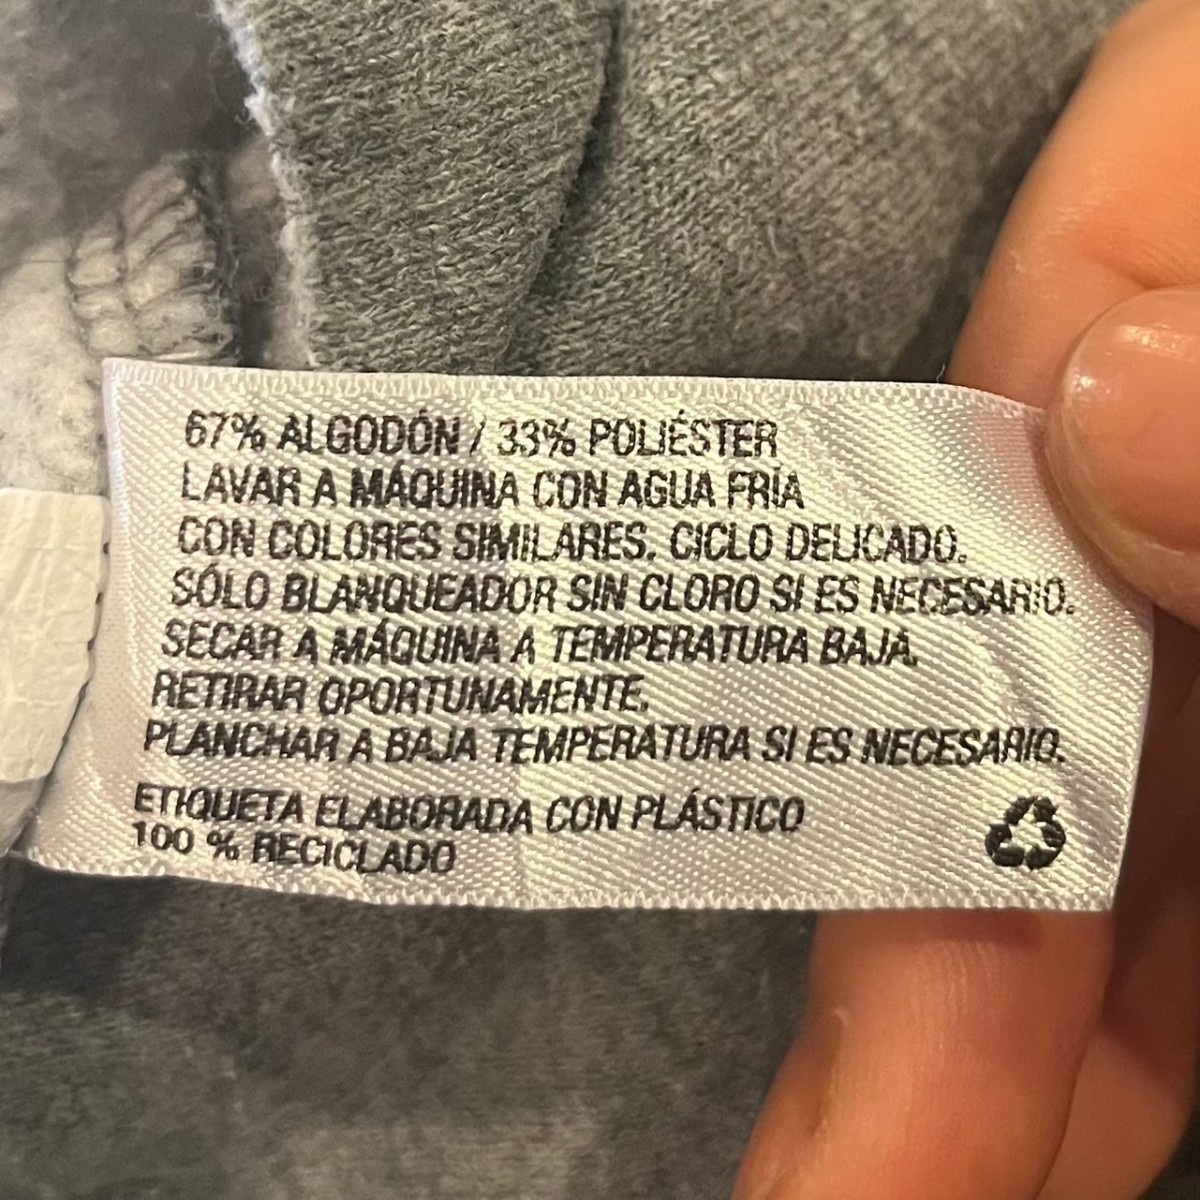 67% ALGODÓN / 33% POLIÉSTER
LAVAR A MÁQUINA CON AGUA FRÍA
CON COLORES SIMILARES. CICLO DELICADO.
SÓLO BLANQUEADOR SIN CLORO SI ES NECESARIO.
SECAR A MÁQUINA A TEMPERATURA BAJA.
RETIRAR OPORTUNAMENTE.
PLANCHAR A BAJA TEMPERATURA SI ES NECESARIO.
ETIQUETA ELABORADA CON PLÁSTICO
100 % RECICLADO